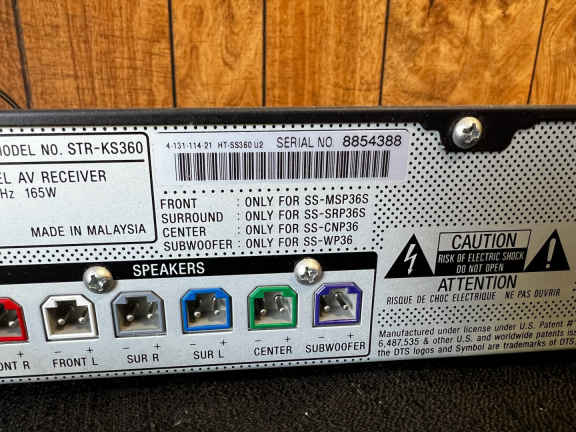 MODEL NO. STR-KS360
EL AV RECEIVER
Hz 165W
MADE IN MALAYSIA
4-131-114-21 HT-SS360 U2 SERIAL NO 8854388
FRONT : ONLY FOR SS-MSP36S
SURROUND : ONLY FOR SS-SRP36S
CENTER : ONLY FOR SS-CNP36
SUBWOOFER : ONLY FOR SS-WP36
SPEAKERS
CAUTION
RISK OF ELECTRIC SHOCK
DO NOT OPEN
ATTENTION
RISQUE DE CHOC ELECTRIQUE NE PAS OUVRIR
Manufactured under license under U.S. Patent #
6,487,535 & other U.S. and worldwide patents is
the DTS logos and Symbol are trademarks of DTS
- + - + - + - + - +
ONT R FRONT L SUR R SUR L CENTER SUBWOOFER